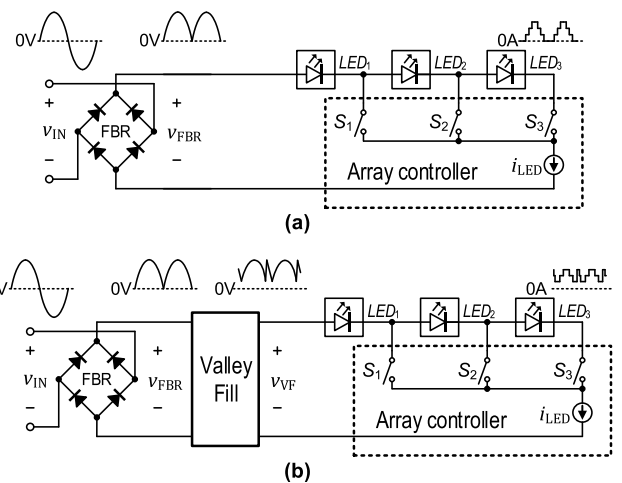 0V
0V
0A
LED1
LED2
LED3
+
+
vIN
FBR
vFBR
−
−
S1
S2
S3
iLED
Array controller
(a)
V
0V
0V
0A
LED1
LED2
LED3
+
+
+
vIN
FBR
vFBR
Valley
Fill
vVF
−
−
−
S1
S2
S3
iLED
Array controller
(b)